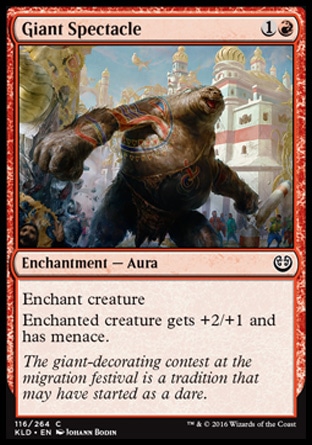 Giant Spectacle 1
Enchantment — Aura
Enchant creature
Enchanted creature gets +2/+1 and
has menace.
The giant-decorating contest at the
migration festival is a tradition that
may have started as a dare.
116/264 C
KLD • EN Johann Bodin ™ & © 2016 Wizards of the Coast